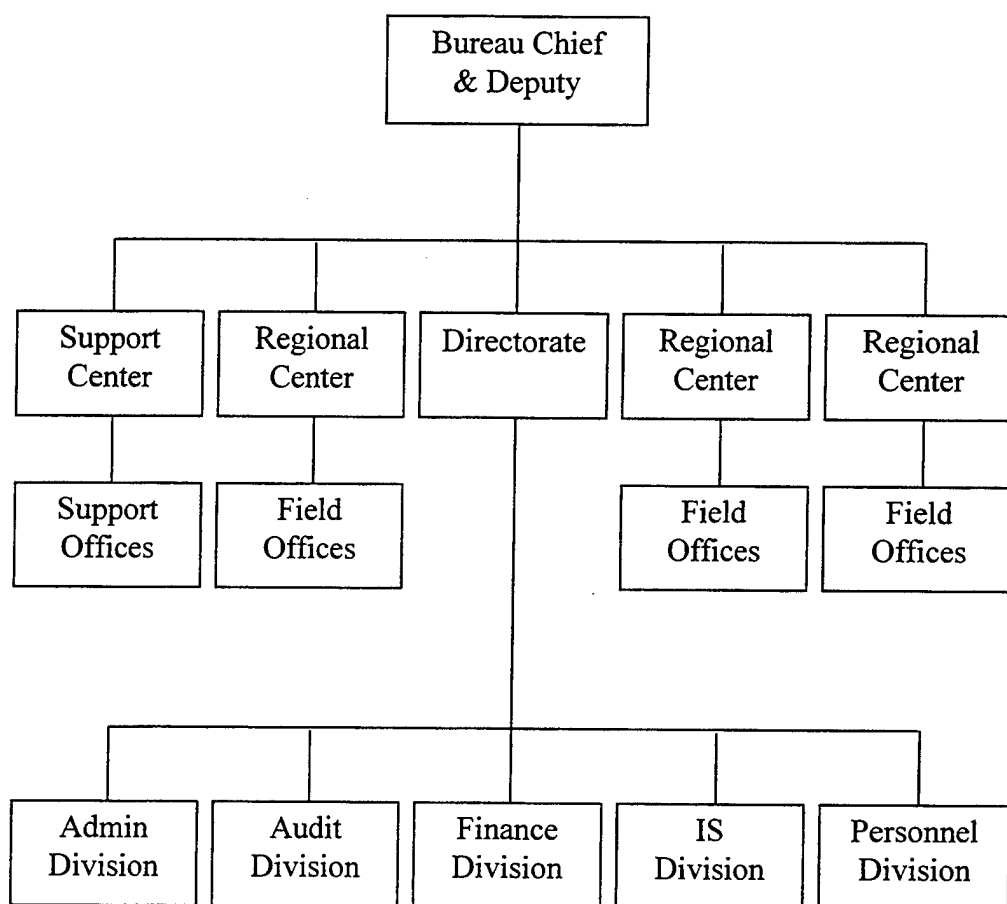 Bureau Chief
& Deputy
Support
Center
Regional
Center
Directorate
Regional
Center
Regional
Center
Support
Offices
Field
Offices
Field
Offices
Field
Offices
Admin
Division
Audit
Division
Finance
Division
IS
Division
Personnel
Division